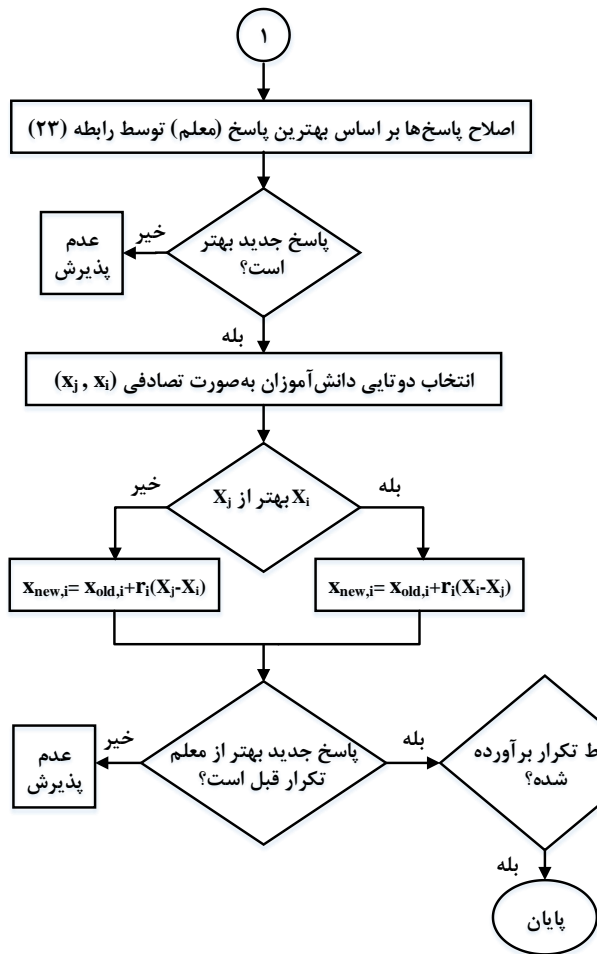 ۱
اصلاح پاسخ‌ها بر اساس بهترین پاسخ (معلم) توسط رابطه (۲۳)
پاسخ جدید بهتر
است؟
خیر
عدم
پذیرش
بله
انتخاب دوتایی دانش‌آموزان به‌صورت تصادفی (xj , xi)
xi بهتر از xj
بله
خیر
xnew,i= xold,i+ri(Xi-Xj)
xnew,i= xold,i+ri(Xj-Xi)
پاسخ جدید بهتر از معلم
تکرار قبل است؟
خیر
عدم
پذیرش
بله
تکرار برآورده
شده؟
بله
پایان